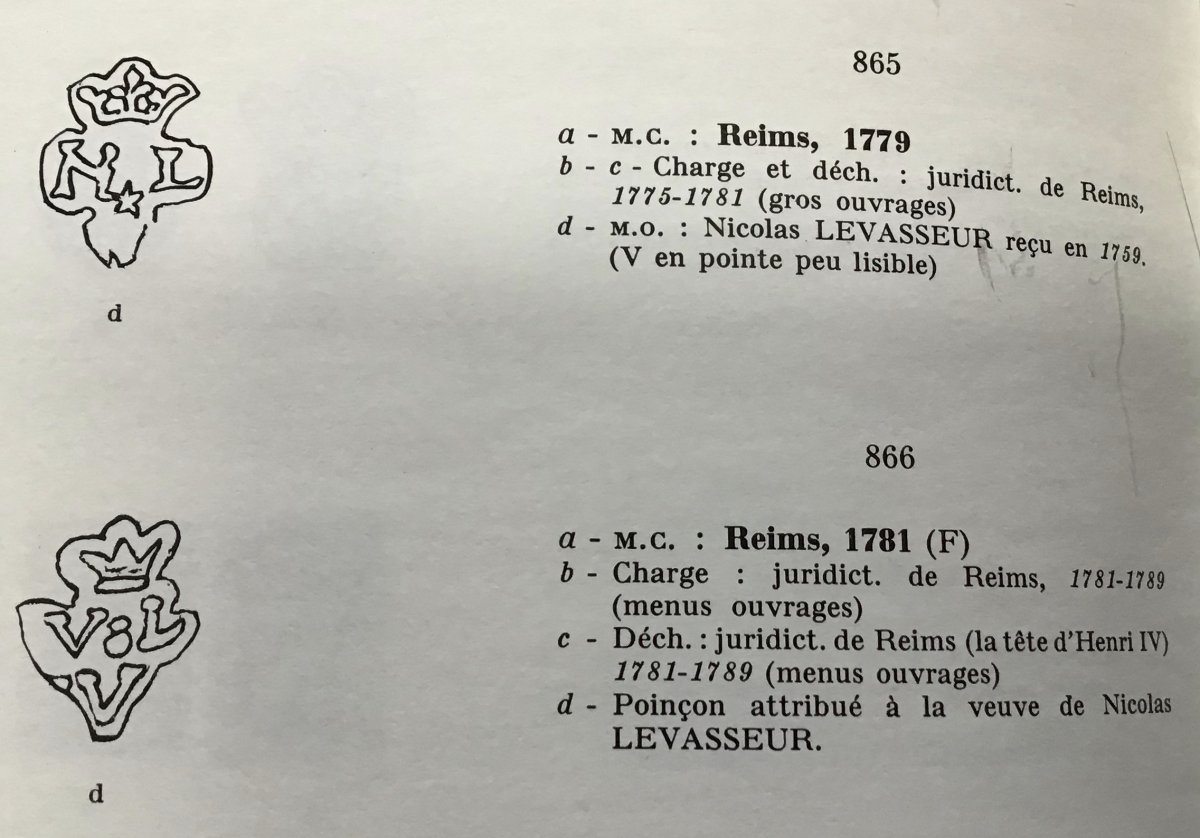 865
N L
a - M.C. : Reims, 1779
b - c - Charge et déch. : juridict. de Reims,
1775-1781 (gros ouvrages)
d - M.O. : Nicolas LEVASSEUR reçu en 1759.
(V en pointe peu lisible)
d
866
V 8 L
V
a - M.C. : Reims, 1781 (F)
b - Charge : juridict. de Reims, 1781-1789
(menus ouvrages)
c - Déch. : juridict. de Reims (la tête d'Henri IV)
1781-1789 (menus ouvrages)
d - Poinçon attribué à la veuve de Nicolas
LEVASSEUR.
d